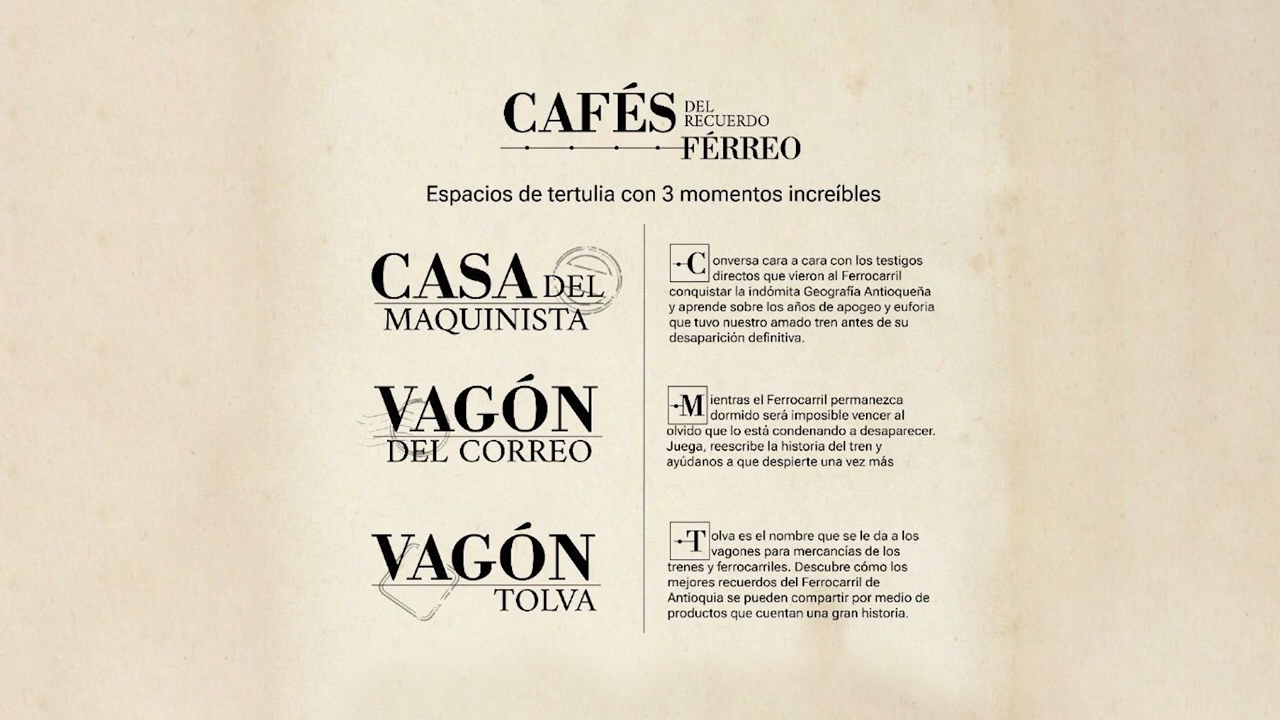 CAFÉS DEL
RECUERDO
FÉRREO
Espacios de tertulia con 3 momentos increíbles
CASA DEL
MAQUINISTA
Conversa cara a cara con los testigos
directos que vieron al Ferrocarril
conquistar la indómita Geografía Antioqueña
y aprende sobre los años de apogeo y euforia
que tuvo nuestro amado tren antes de su
desaparición definitiva.
VAGÓN
DEL CORREO
Mientras el Ferrocarril permanezca
dormido será imposible vencer al
olvido que lo está condenando a desaparecer.
Juega, reescribe la historia del tren y
ayúdanos a que despierte una vez más
VAGÓN
TOLVA
Tolva es el nombre que se le da a los
vagones para mercancías de los
trenes y ferrocarriles. Descubre cómo los
mejores recuerdos del Ferrocarril de
Antioquia se pueden compartir por medio de
productos que cuentan una gran historia.